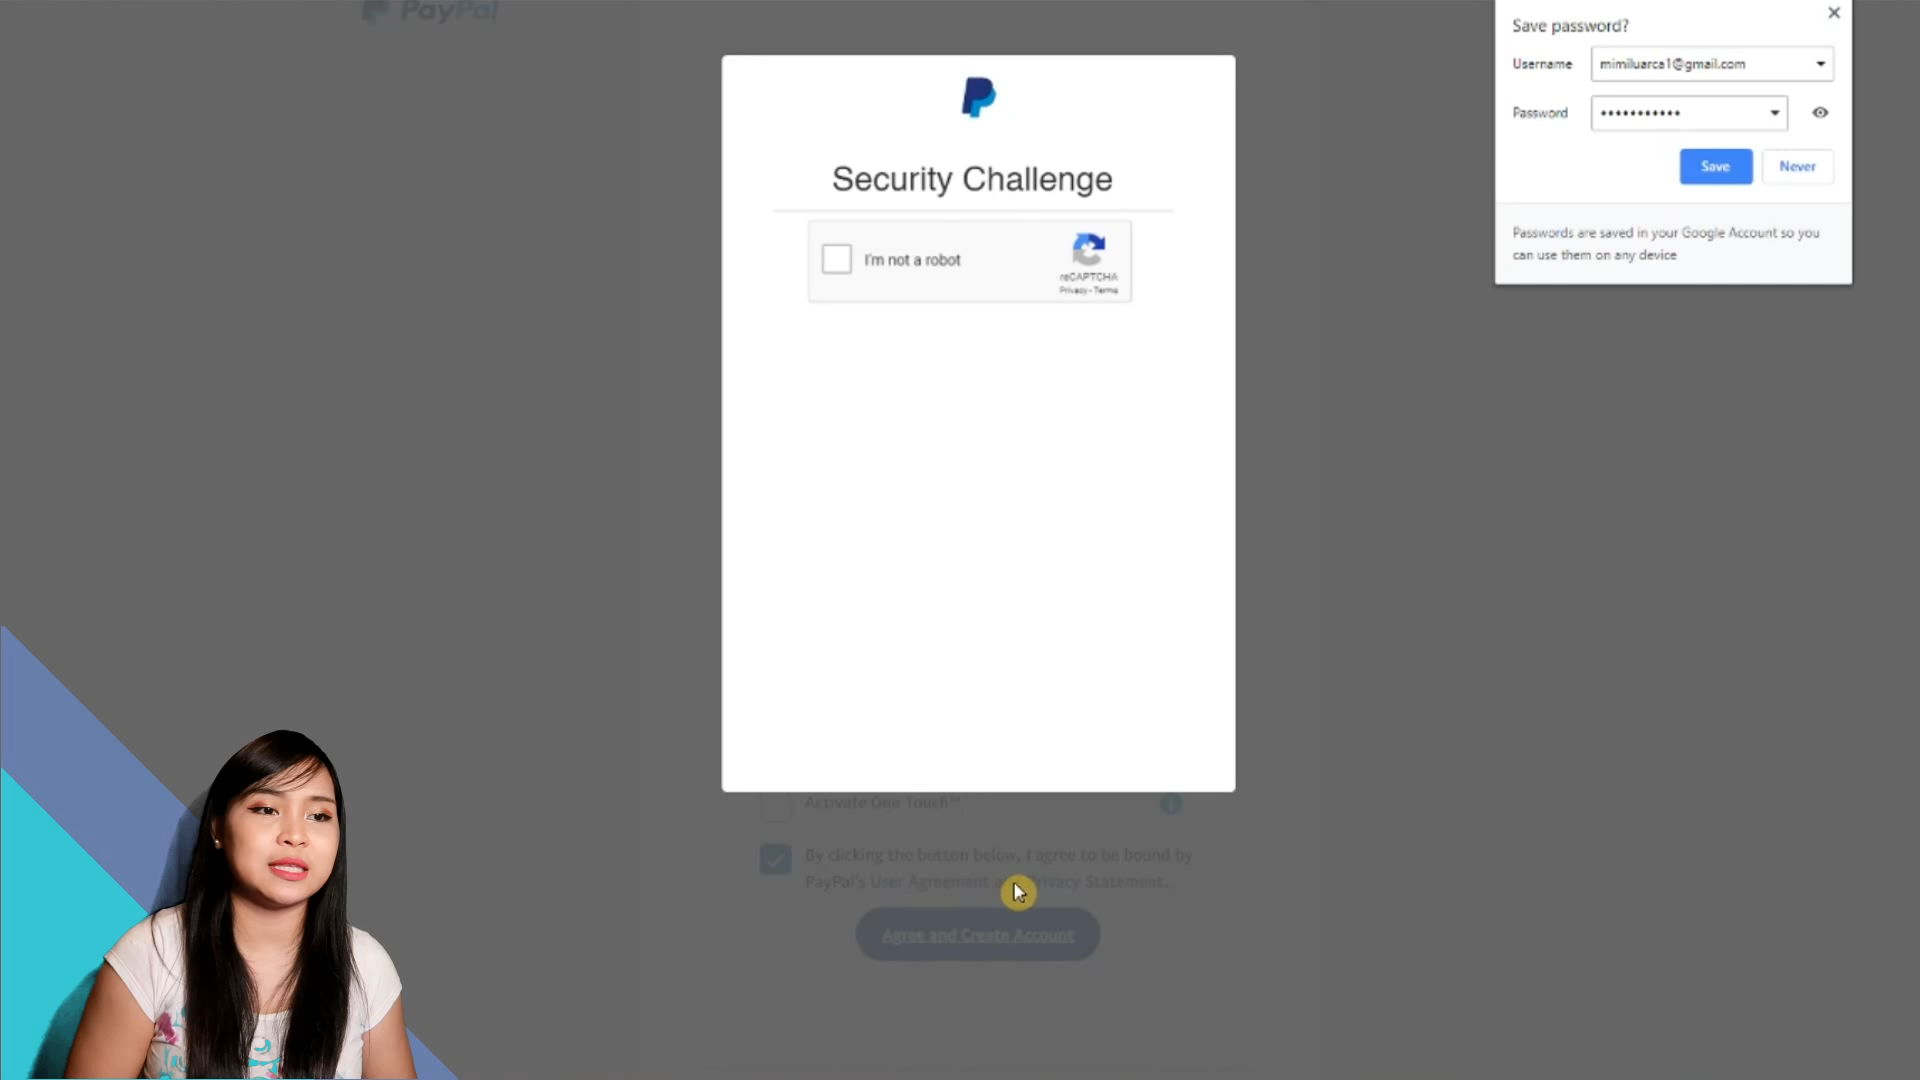 PayPal
Save password?
Username
mimiluarca1@gmail.com
Password
Save
Never
Passwords are saved in your Google Account so you
can use them on any device
Security Challenge
I'm not a robot
reCAPTCHA
Privacy - Terms
Activate One Touch™
By clicking the button below, I agree to be bound by
PayPal's User Agreement a Privacy Statement.
Agree and Create Account